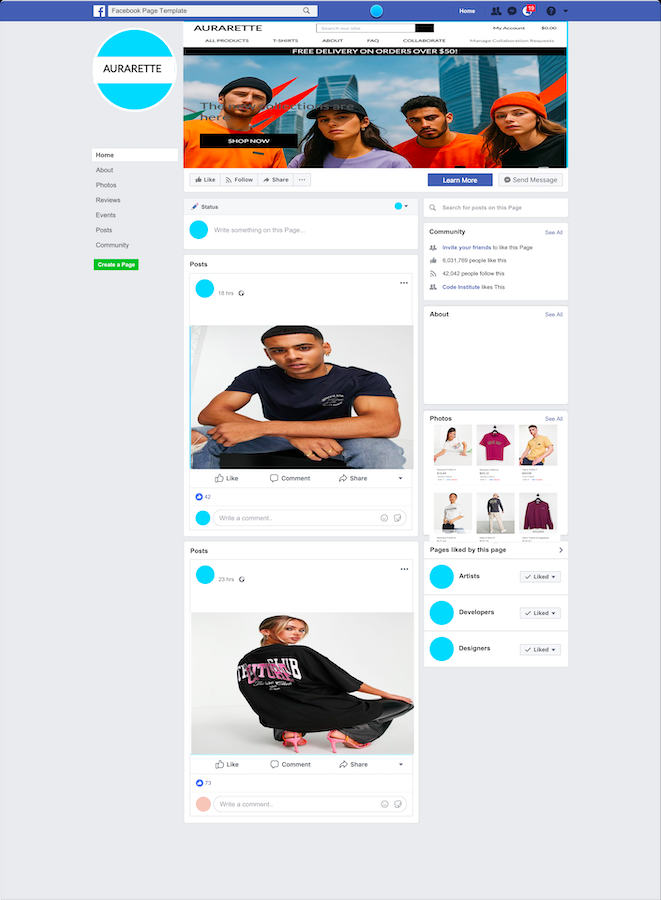 Facebook Page Template
Home
19
AURARETTE
AURARETTE
Search our site
My Account
$0.00
ALL PRODUCTS
T-SHIRTS
ABOUT
FAQ
COLLABORATE
Manage Collaboration Requests
FREE DELIVERY ON ORDERS OVER $50!
collections are
here
SHOP NOW
Home
About
Photos
Reviews
Events
Posts
Community
Create a Page
Like
Follow
Share
Learn More
Send Message
Status
Write something on this Page...
Posts
18 hrs
Like
Comment
Share
42
Write a comment..
Posts
23 hrs
CLUB
Like
Comment
Share
73
Write a comment..
Search for posts on this Page
Community
See All
Invite your friends to like this Page
6,031,769 people like this
42,042 people follow this
Code Institute likes This
About
See All
Photos
See All
Pages liked by this page
Artists
Liked
Developers
Liked
Designers
Liked